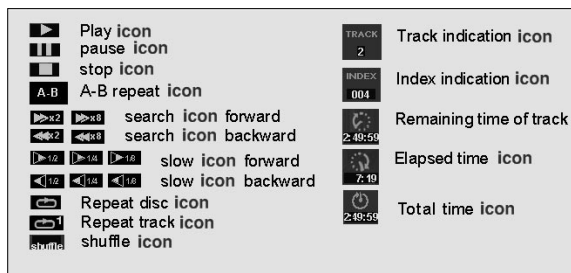 Play icon
pause icon
stop icon
A-B A-B repeat icon
x2 x8 search icon forward
x2 x8 search icon backward
1/2 1/4 1/8 slow icon forward
1/2 1/4 1/8 slow icon backward
Repeat disc icon
1 Repeat track icon
shuffle shuffle icon
TRACK
2
Track indication icon
INDEX
004
Index indication icon
2:49:59
Remaining time of track
7:19
Elapsed time icon
2:49:59
Total time icon